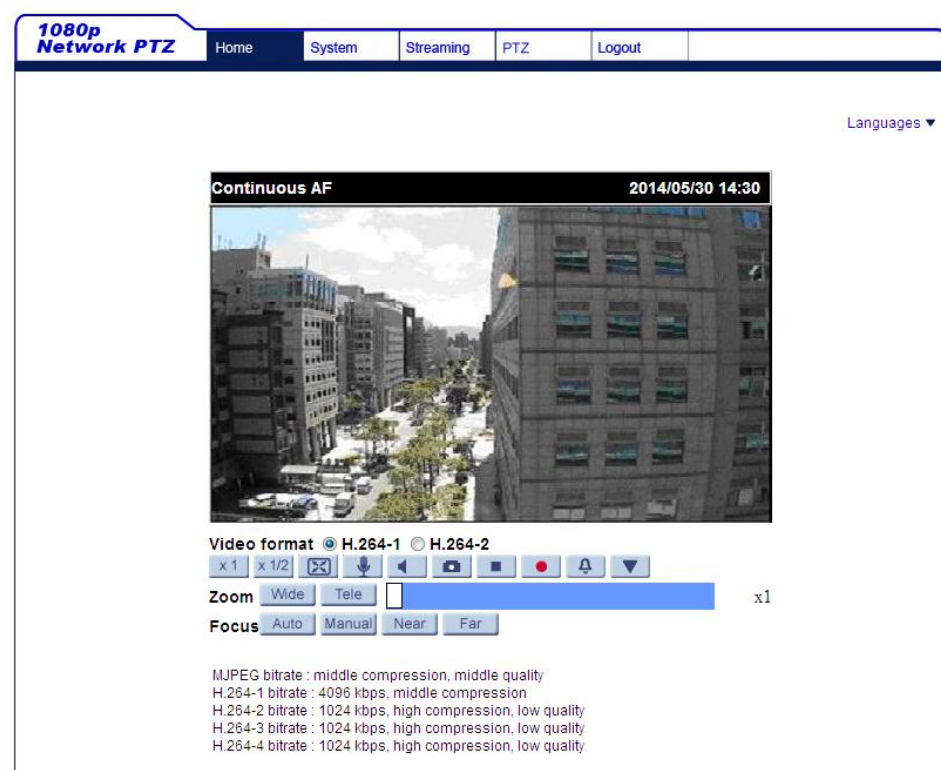 1080p
Network PTZ
Home System Streaming PTZ Logout
Languages ▼
Continuous AF 2014/05/30 14:30
Video format H.264-1 H.264-2
x 1 x 1/2
Zoom Wide Tele x1
Focus Auto Manual Near Far
MJPEG bitrate : middle compression, middle quality
H.264-1 bitrate : 4096 kbps, middle compression
H.264-2 bitrate : 1024 kbps, high compression, low quality
H.264-3 bitrate : 1024 kbps, high compression, low quality
H.264-4 bitrate : 1024 kbps, high compression, low quality